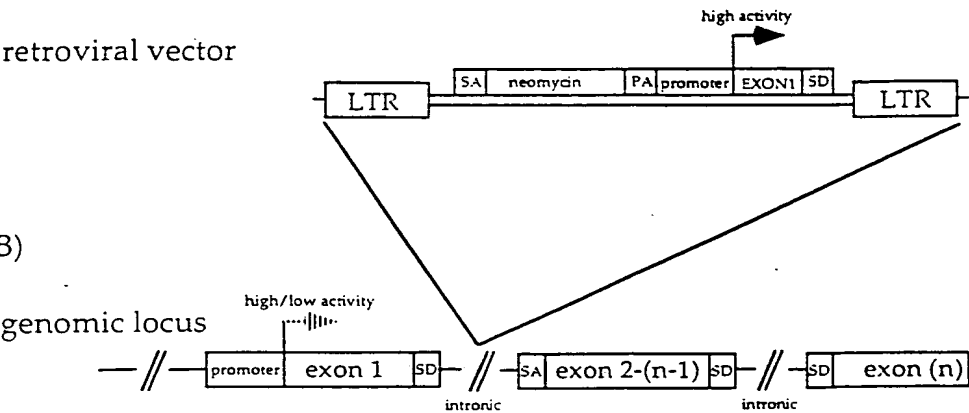 high activity
retroviral vector
SA neomycin PA promoter EXON1 SD
LTR LTR
B)
high/low activity
genomic locus
promoter exon 1 SD SA exon 2-(n-1) SD SD exon (n)
intronic intronic